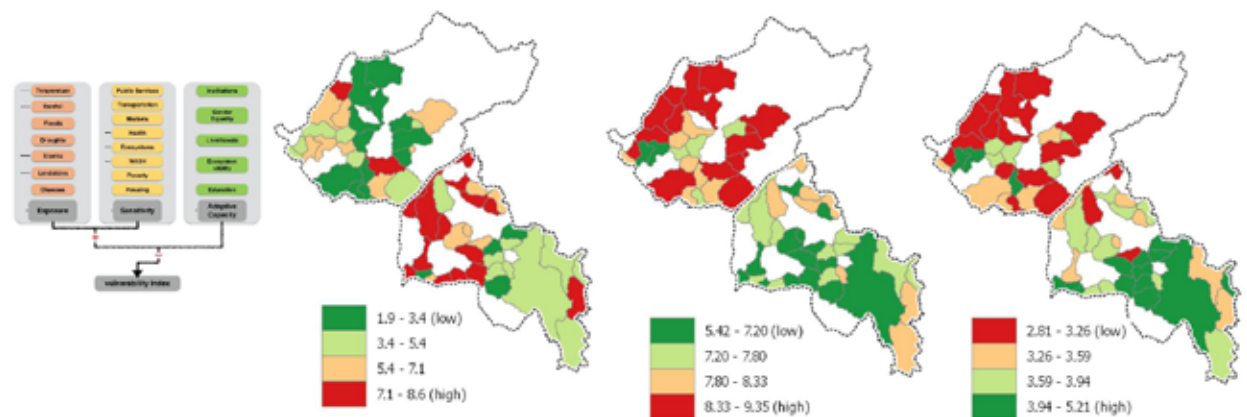 Temperature
Rainfall
Floods
Droughts
Storms
Landslides
Diseases
Exposure
Public Services
Transportation
Markets
Health
Ecosystems
WASH
Poverty
Housing
Sensitivity
Institutions
Gender
Equality
Livelihoods
Ecosystem
Education
Adaptive
Capacity
vulnerability index
1.9 - 3.4 (low)
3.4 - 5.4
5.4 - 7.1
7.1 - 8.6 (high)
5.42 - 7.20 (low)
7.20 - 7.80
7.80 - 8.33
8.33 - 9.35 (high)
2.81 - 3.26 (low)
3.26 - 3.59
3.59 - 3.94
3.94 - 5.21 (high)